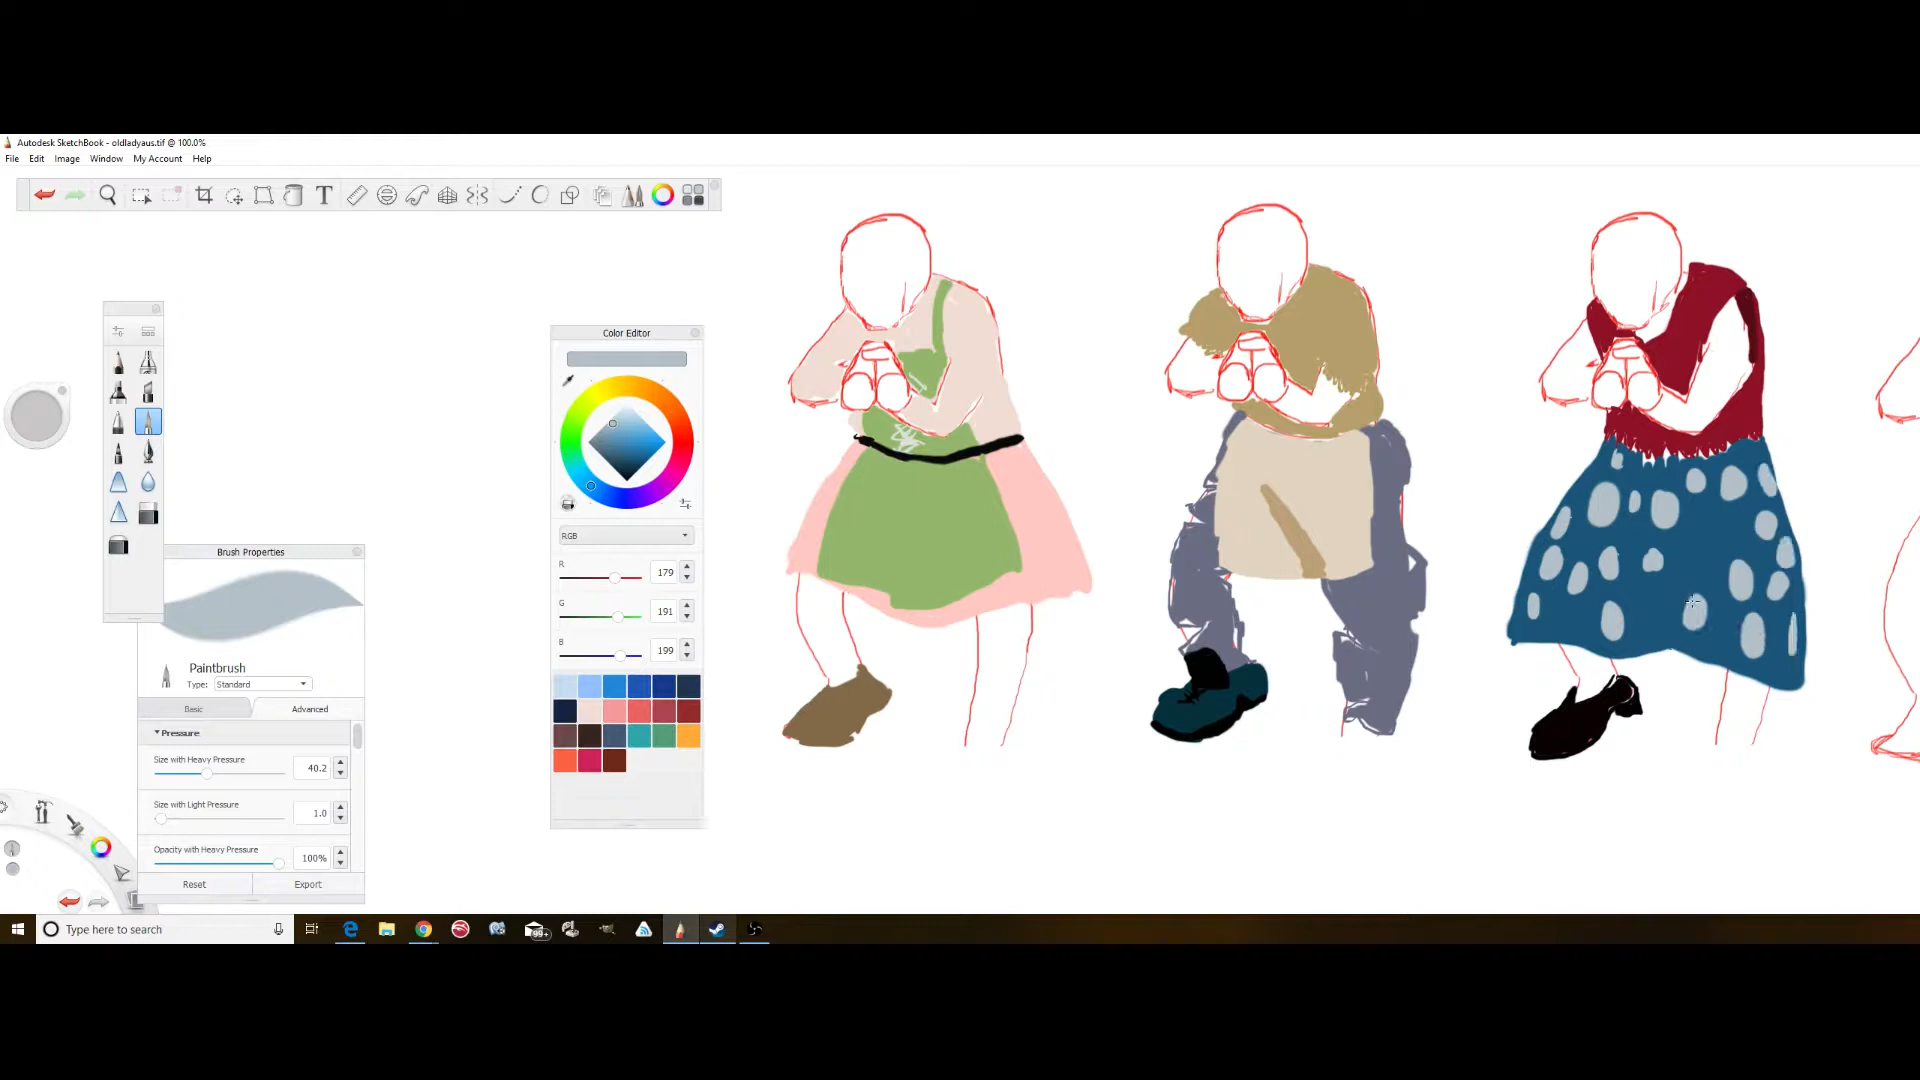 Autodesk SketchBook - oldladyaus.tif @ 100.0%
File Edit Image Window My Account Help
T
Color Editor
RGB
R 179
G 191
B 199
Brush Properties
Paintbrush
Type: Standard
Basic Advanced
Pressure
Size with Heavy Pressure
40.2
Size with Light Pressure
1.0
Opacity with Heavy Pressure
100%
Reset Export
Type here to search
99+